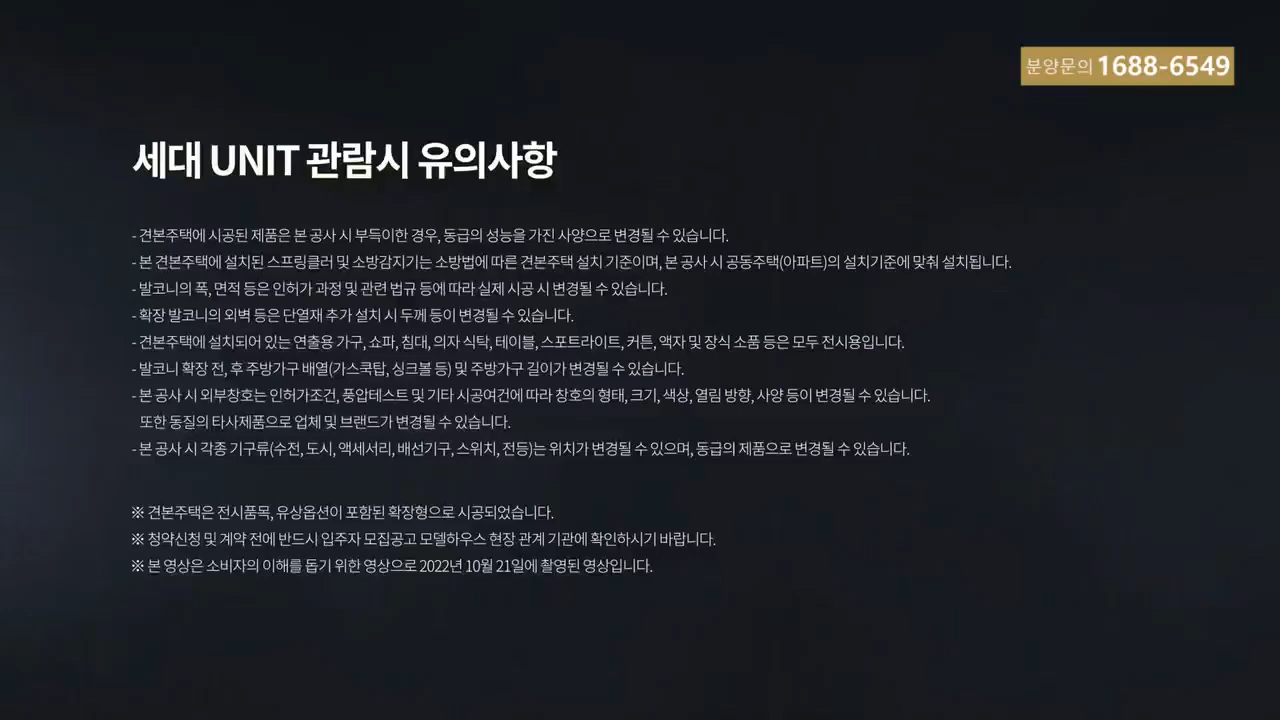 분양문의 1688-6549
세대 UNIT 관람시 유의사항
- 견본주택에 시공된 제품은 본 공사 시 부득이한 경우, 동급의 성능을 가진 사양으로 변경될 수 있습니다.
- 본 견본주택에 설치된 스프링클러 및 소방감지기는 소방법에 따른 견본주택 설치 기준이며, 본 공사 시 공동주택(아파트)의 설치기준에 맞춰 설치됩니다.
- 발코니의 폭, 면적 등은 인허가 과정 및 관련 법규 등에 따라 실제 시공 시 변경될 수 있습니다.
- 확장 발코니의 외벽 등은 단열재 추가 설치 시 두께 등이 변경될 수 있습니다.
- 견본주택에 설치되어 있는 연출용 가구, 쇼파, 침대, 의자 식탁, 테이블, 스포트라이트, 커튼, 액자 및 장식 소품 등은 모두 전시용입니다.
- 발코니 확장 전, 후 주방가구 배열(가스쿡탑, 싱크볼 등) 및 주방가구 길이가 변경될 수 있습니다.
- 본 공사 시 외부창호는 인허가조건, 풍압테스트 및 기타 시공여건에 따라 창호의 형태, 크기, 색상, 열림 방향, 사양 등이 변경될 수 있습니다.
또한 동질의 타사제품으로 업체 및 브랜드가 변경될 수 있습니다.
- 본 공사 시 각종 기구류(수전, 도시, 액세서리, 배선기구, 스위치, 전등)는 위치가 변경될 수 있으며, 동급의 제품으로 변경될 수 있습니다.
※ 견본주택은 전시품목, 유상옵션이 포함된 확장형으로 시공되었습니다.
※ 청약신청 및 계약 전에 반드시 입주자 모집공고 모델하우스 현장 관계 기관에 확인하시기 바랍니다.
※ 본 영상은 소비자의 이해를 돕기 위한 영상으로 2022년 10월 21일에 촬영된 영상입니다.